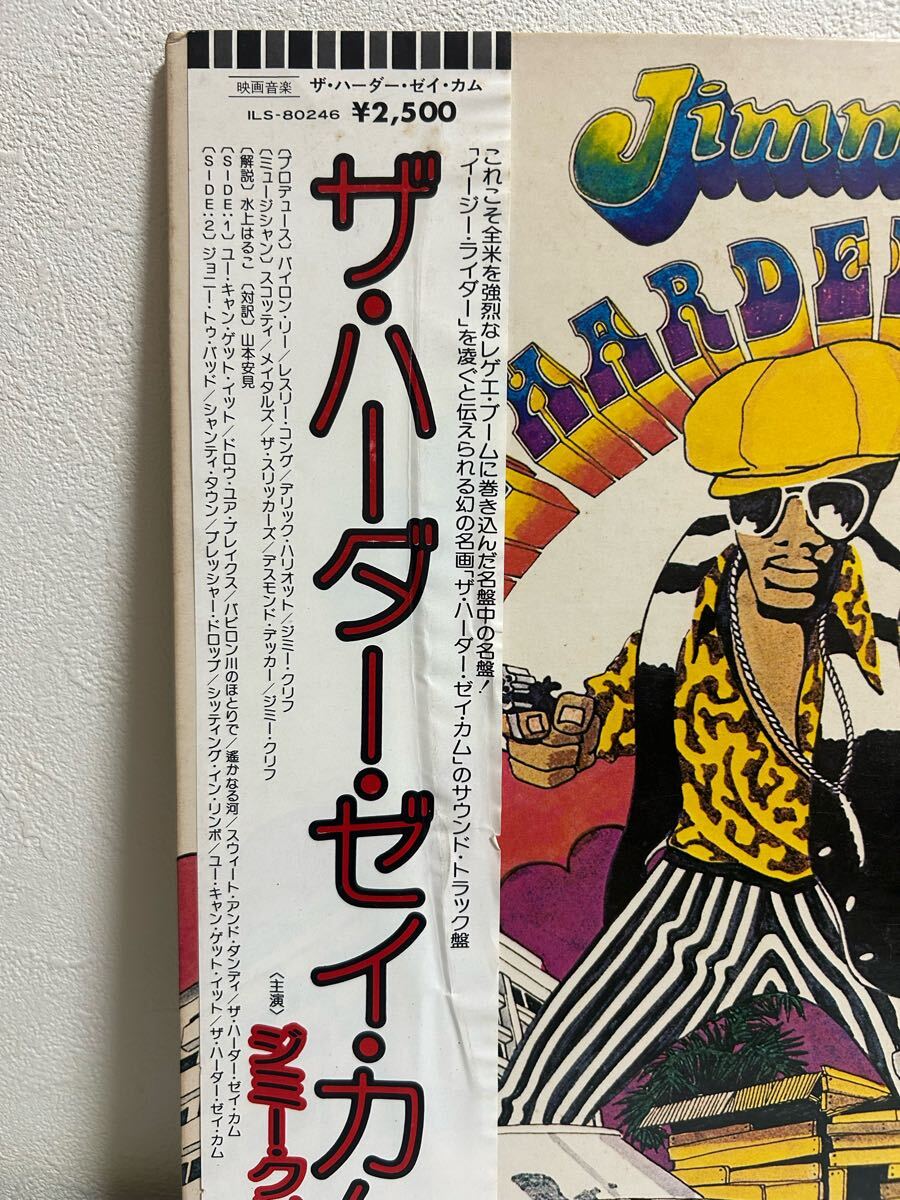 映画音楽 ザ・ハーダー・ゼイ・カム
ILS-80246 ¥2,500
これこそ全米を強烈なレゲエ・ブームに巻き込んだ名盤中の名盤!
「イージー・ライダー」を凌ぐと伝えられる幻の名画「ザ・ハーダー・ゼイ・カム」のサウンド・トラック盤
ザ・ハーダー・ゼイ・カ
〈主演〉ジミー・ク
〔プロデュース〕バイロン・リー/レスリー・コング/デリック・ハリオット/ジミー・クリフ
〔ミュージシャン〕スコッティ/メイタルズ/ザ・スリッカーズ/デスモンド・デッカー/ジミー・クリフ
〔解説〕水上はるこ 〔対訳〕山本安見
〔SIDE:1〕ユー・キャン・ゲット・イット/ドロウ・ユア・ブレイクス/バビロン川のほとりで/遙かなる河/スウィート・アンド・ダンディ/ザ・ハーダー・ゼイ・カム
〔SIDE:2〕ジョニー・トゥ・バッド/シャンティ・タウン/プレッシャー・ドロップ/シッティング・イン・リンボ/ユー・キャン・ゲット・イット/ザ・ハーダー・ゼイ・カム
Jimm
HARDE